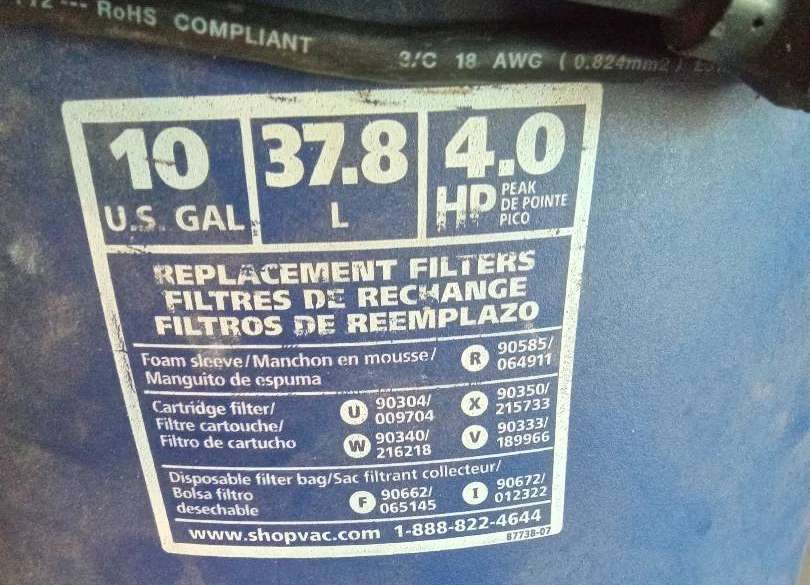 RoHS COMPLIANT
3/C 18 AWG (0.824mm2)
10
U.S. GAL
37.8
L
4.0
HP PEAK
DE POINTE
PICO
REPLACEMENT FILTERS
FILTRES DE RECHANGE
FILTROS DE REEMPLAZO
Foam sleeve/Manchon en mousse/
Manguito de espuma
R 90585/
064911
Cartridge filter/
Filtre cartouche/
Filtro de cartucho
U 90304/
009704
X 90350/
215733
W 90340/
216218
V 90333/
189966
Disposable filter bag/Sac filtrant collecteur/
Bolsa filtro
desechable
F 90662/
065145
I 90672/
012322
www.shopvac.com 1-888-822-4644
87738-07